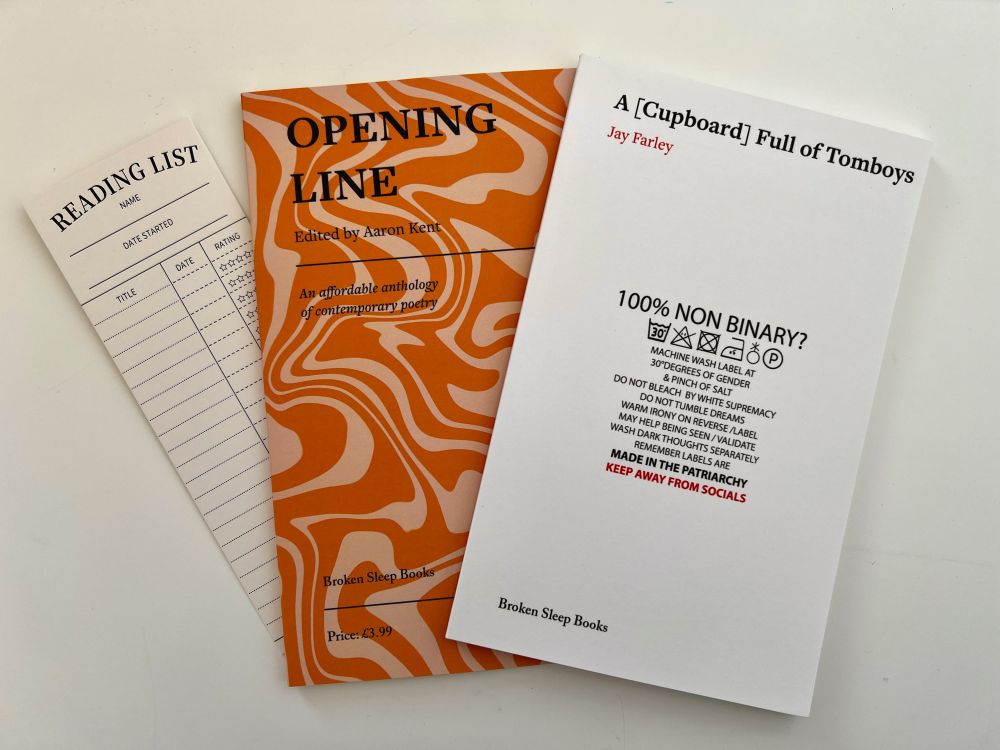 READING LIST
NAME
DATE STARTED
TITLE
DATE
RATING
OPENING
LINE
Edited by Aaron Kent
An affordable anthology
of contemporary poetry
Broken Sleep Books
Price: £3.99
A [Cupboard] Full of Tomboys
Jay Farley
100% NON BINARY?
30
P
MACHINE WASH LABEL AT
30°DEGREES OF GENDER
& PINCH OF SALT
DO NOT BLEACH BY WHITE SUPREMACY
DO NOT TUMBLE DREAMS
WARM IRONY ON REVERSE /LABEL
MAY HELP BEING SEEN / VALIDATE
WASH DARK THOUGHTS SEPARATELY
REMEMBER LABELS ARE
MADE IN THE PATRIARCHY
KEEP AWAY FROM SOCIALS
Broken Sleep Books